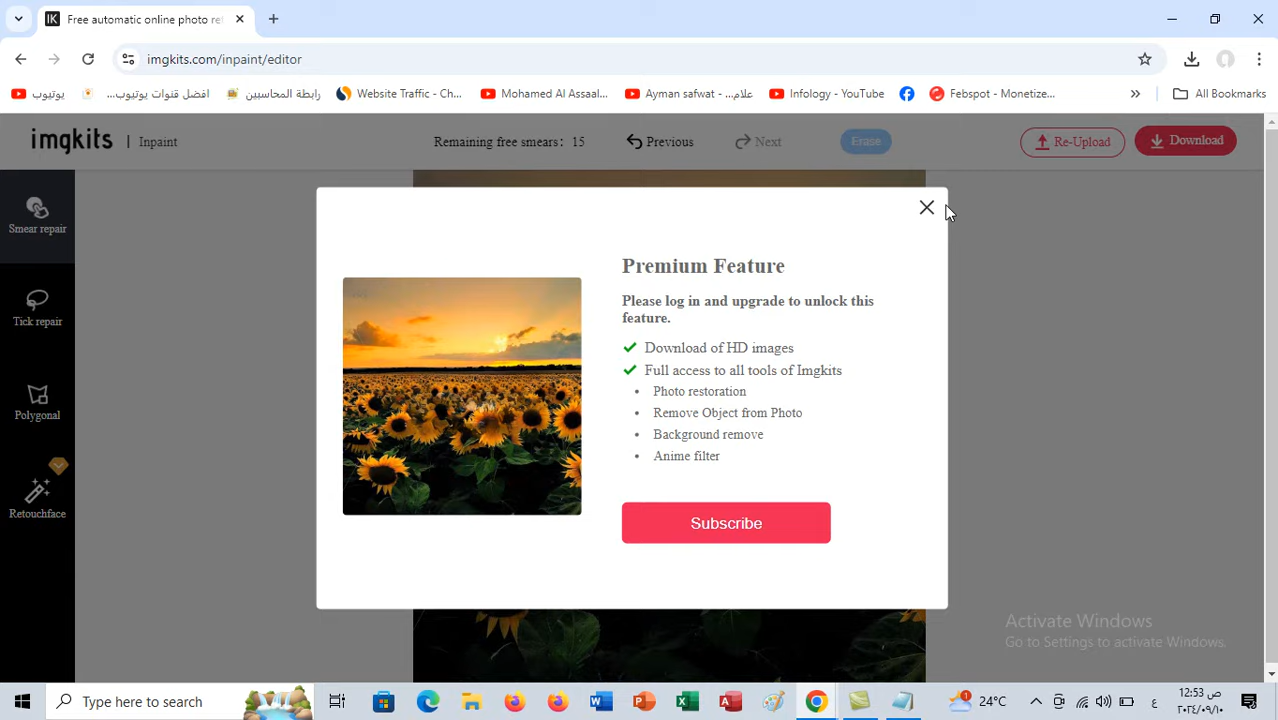 Free automatic online photo re
imgkits.com/inpaint/editor
يوتيوب
افضل قنوات يوتيوب...
رابطة المحاسبين
Website Traffic - Ch...
Mohamed Al Assaal...
Ayman safwat - علام...
Infology - YouTube
Febspot - Monetize...
»
All Bookmarks
imgkits | Inpaint
Remaining free smears: 15
Previous
Next
Erase
Re-Upload
Download
Smear repair
Tick repair
Polygonal
Retouchface
Premium Feature
Please log in and upgrade to unlock this
feature.
Download of HD images
Full access to all tools of Imgkits
• Photo restoration
• Remove Object from Photo
• Background remove
• Anime filter
Subscribe
Activate Windows
Go to Settings to activate Windows.
Type here to search
1
24°C
ع
12:53 ص
٢٠٢٤/٠٩/١٠